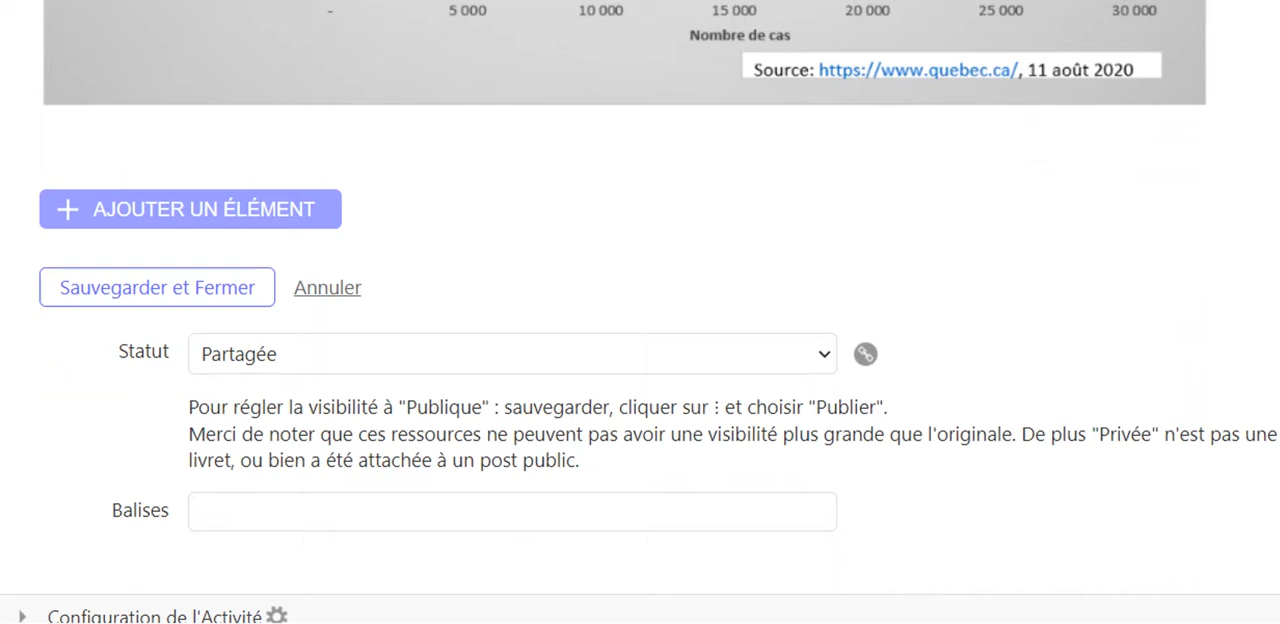 - 5 000 10 000 15 000 20 000 25 000 30 000
Nombre de cas
Source: https://www.quebec.ca/, 11 août 2020
+ AJOUTER UN ÉLÉMENT
Sauvegarder et Fermer Annuler
Statut Partagée
Pour régler la visibilité à "Publique" : sauvegarder, cliquer sur ⋮ et choisir "Publier".
Merci de noter que ces ressources ne peuvent pas avoir une visibilité plus grande que l'originale. De plus "Privée" n'est pas une
livret, ou bien a été attachée à un post public.
Balises
Configuration de l'Activité